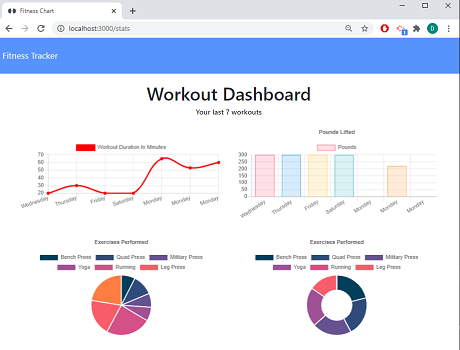 Fitness Chart
localhost:3000/stats
D
Fitness Tracker
Workout Dashboard
Your last 7 workouts
Workout Duration In Minutes
70
60
50
40
30
20
Wednesday Thursday Friday Saturday Monday Monday Monday
Pounds Lifted
Pounds
300
250
200
150
100
50
0
Wednesday Thursday Friday Saturday Monday Monday Monday
Exercises Performed
Bench Press Quad Press Military Press
Yoga Running Leg Press
Exercises Performed
Bench Press Quad Press Military Press
Yoga Running Leg Press